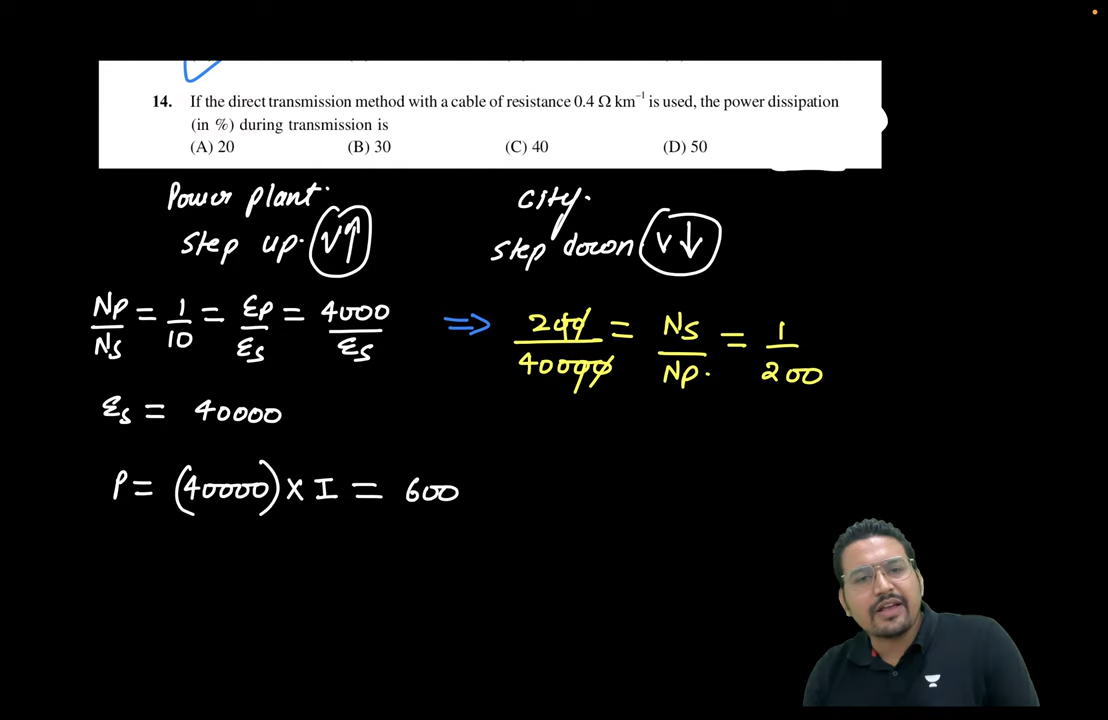 14. If the direct transmission method with a cable of resistance 0.4 Ω km⁻¹ is used, the power dissipation
(in %) during transmission is
(A) 20 (B) 30 (C) 40 (D) 50
Power plant. City.
Step up. V↑ Step down V↓
Np/Ns = 1/10 = εp/εs = 4000/εs ⇒ 200/40000 = Ns/Np. = 1/200
εs = 40000
P = (40000) × I = 600